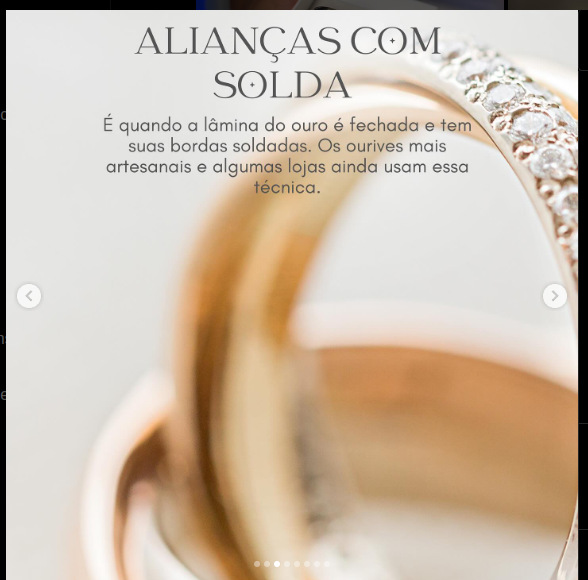 ALIANÇAS COM
SOLDA
É quando a lâmina do ouro é fechada e tem
suas bordas soldadas. Os ourives mais
artesanais e algumas lojas ainda usam essa
técnica.